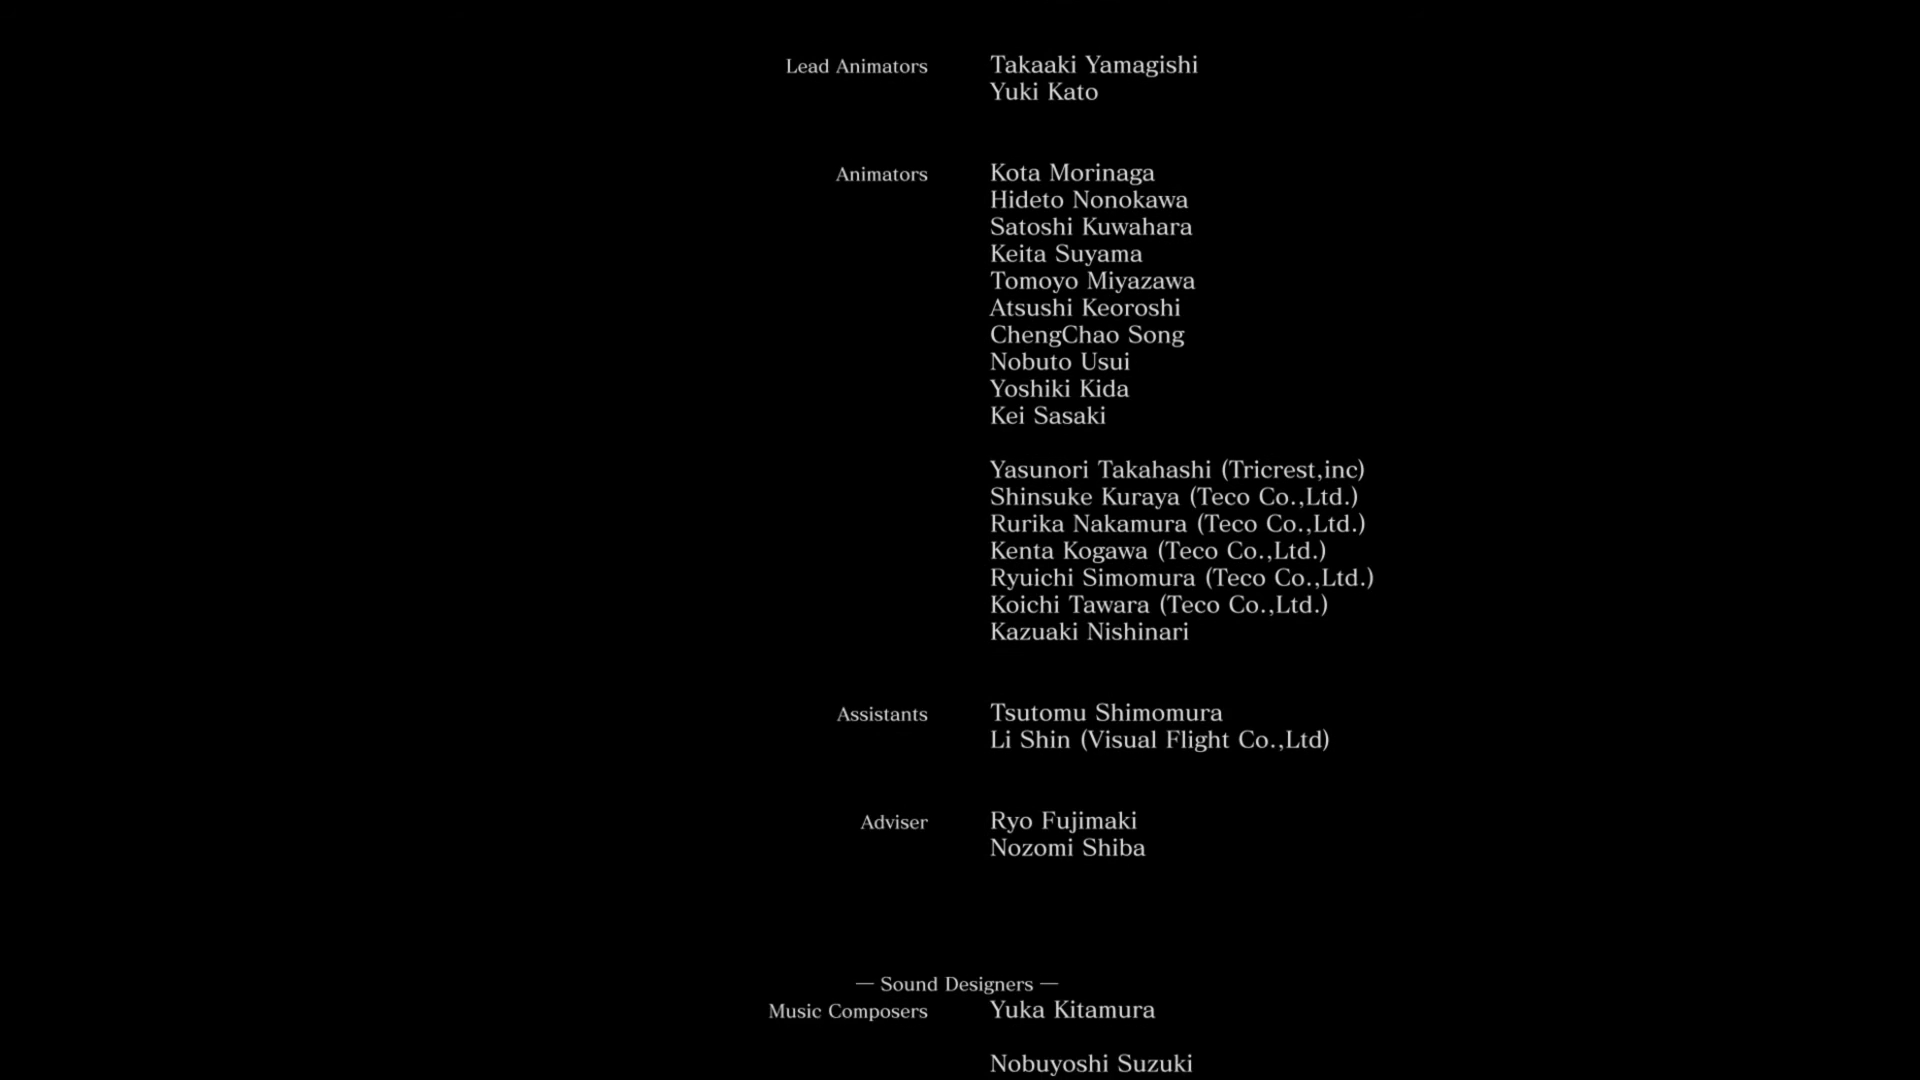 Lead Animators Takaaki Yamagishi
Yuki Kato
Animators Kota Morinaga
Hideto Nonokawa
Satoshi Kuwahara
Keita Suyama
Tomoyo Miyazawa
Atsushi Keoroshi
ChengChao Song
Nobuto Usui
Yoshiki Kida
Kei Sasaki
Yasunori Takahashi (Tricrest,inc)
Shinsuke Kuraya (Teco Co.,Ltd.)
Rurika Nakamura (Teco Co.,Ltd.)
Kenta Kogawa (Teco Co.,Ltd.)
Ryuichi Simomura (Teco Co.,Ltd.)
Koichi Tawara (Teco Co.,Ltd.)
Kazuaki Nishinari
Assistants Tsutomu Shimomura
Li Shin (Visual Flight Co.,Ltd)
Adviser Ryo Fujimaki
Nozomi Shiba
— Sound Designers —
Music Composers Yuka Kitamura
Nobuyoshi Suzuki